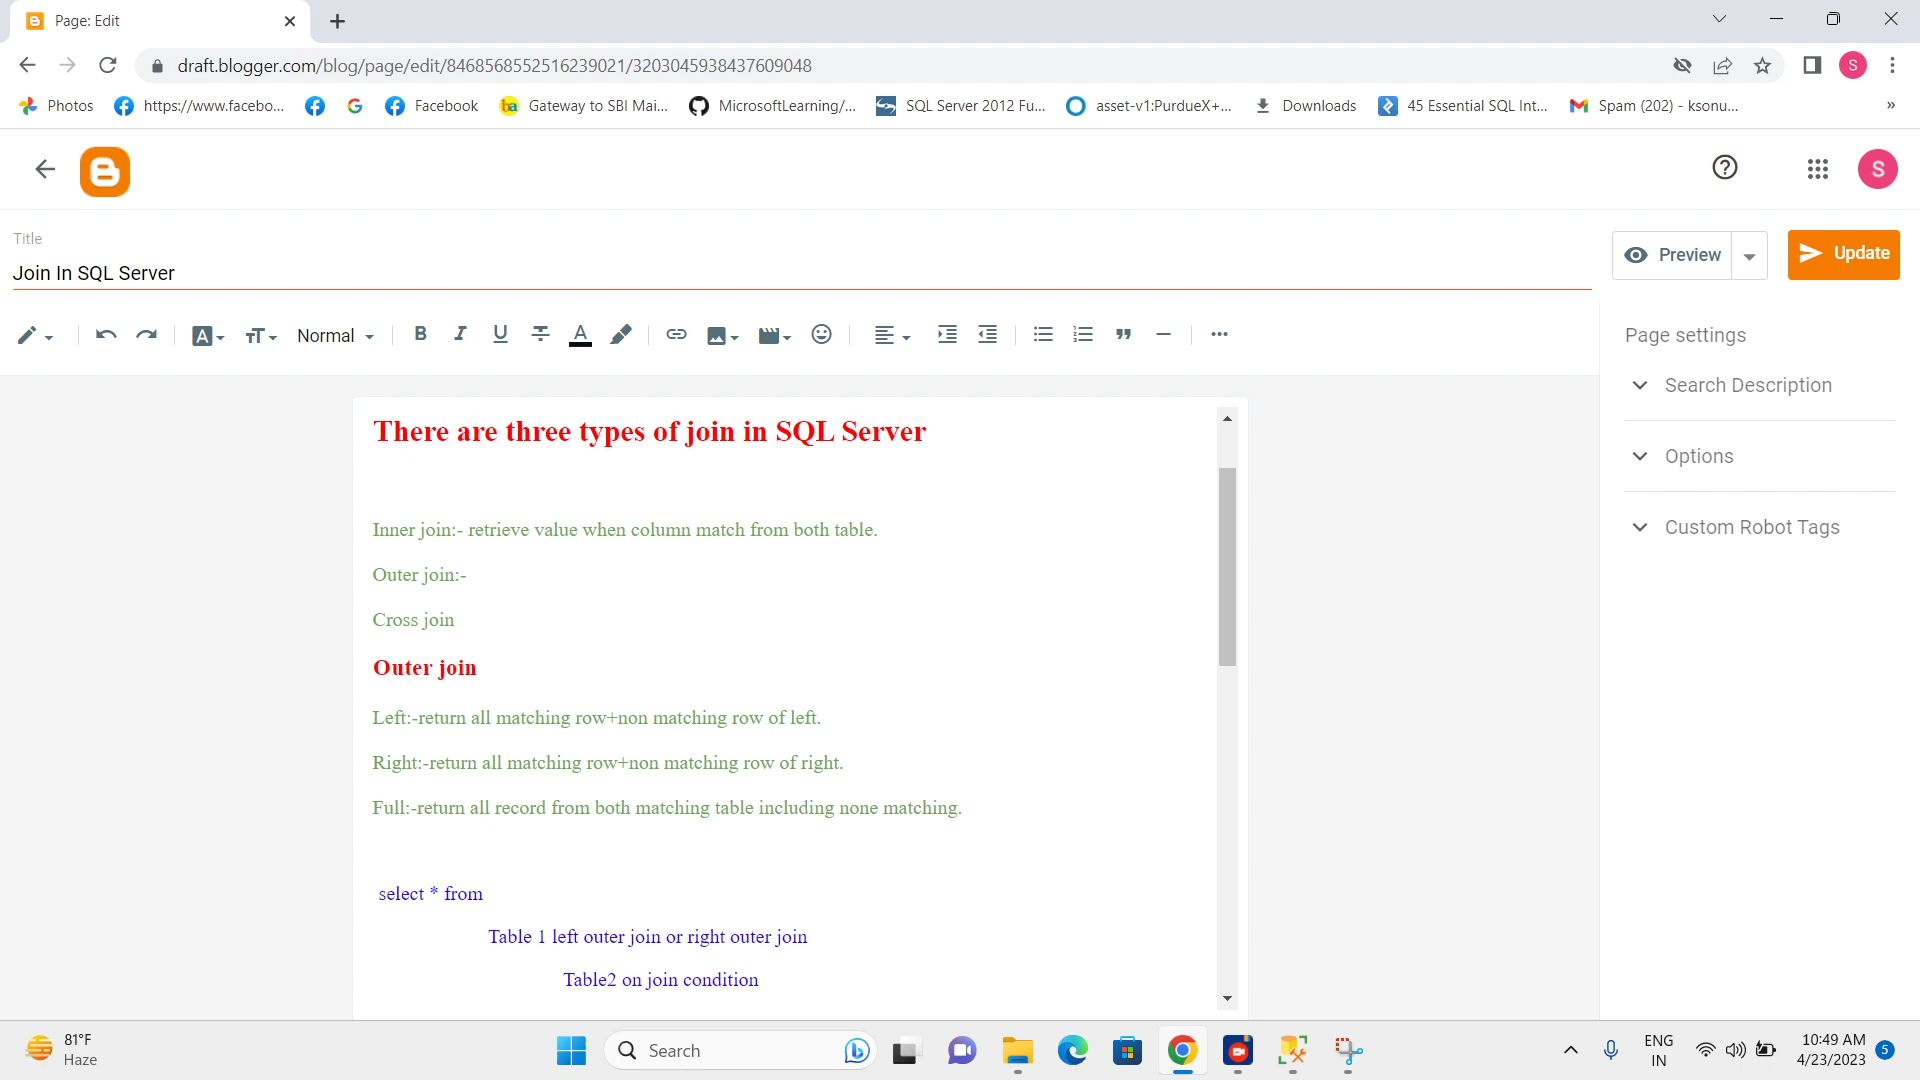 Page: Edit
draft.blogger.com/blog/page/edit/8468568552516239021/3203045938437609048
S
Photos
https://www.facebo...
Facebook
Gateway to SBI Mai...
MicrosoftLearning/...
SQL Server 2012 Fu...
asset-v1:PurdueX+...
Downloads
45 Essential SQL Int...
Spam (202) - ksonu...
»
S
Title
Join In SQL Server
Preview
Update
Normal
B
Page settings
Search Description
Options
Custom Robot Tags
There are three types of join in SQL Server
Inner join:- retrieve value when column match from both table.
Outer join:-
Cross join
Outer join
Left:-return all matching row+non matching row of left.
Right:-return all matching row+non matching row of right.
Full:-return all record from both matching table including none matching.
select * from
Table 1 left outer join or right outer join
Table2 on join condition
81°F
Haze
Search
ENG
IN
10:49 AM
4/23/2023
5